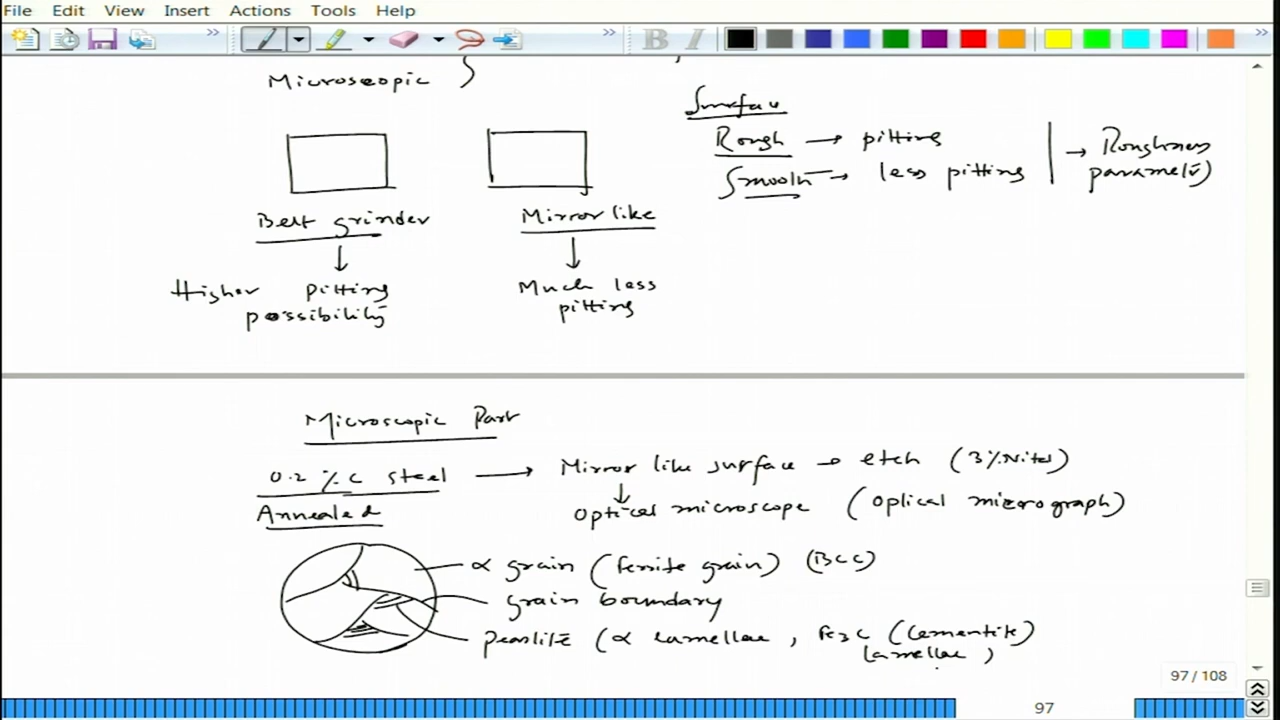 File Edit View Insert Actions Tools Help
Microscopic
Surface
Rough → pitting
Smooth → less pitting
→ Roughness
parameter)
Belt grinder
Mirror like
Higher pitting
possibility
Much less
pitting
Microscopic Part
0.2 % C steel → Mirror like surface → etch (3% Nital)
Annealed
Optical microscope (Optical micrograph)
α grain (ferrite grain) (BCC)
grain boundary
Pearlite (α lamellae, Fe3C (Cementite)
lamellae)
97 / 108
97